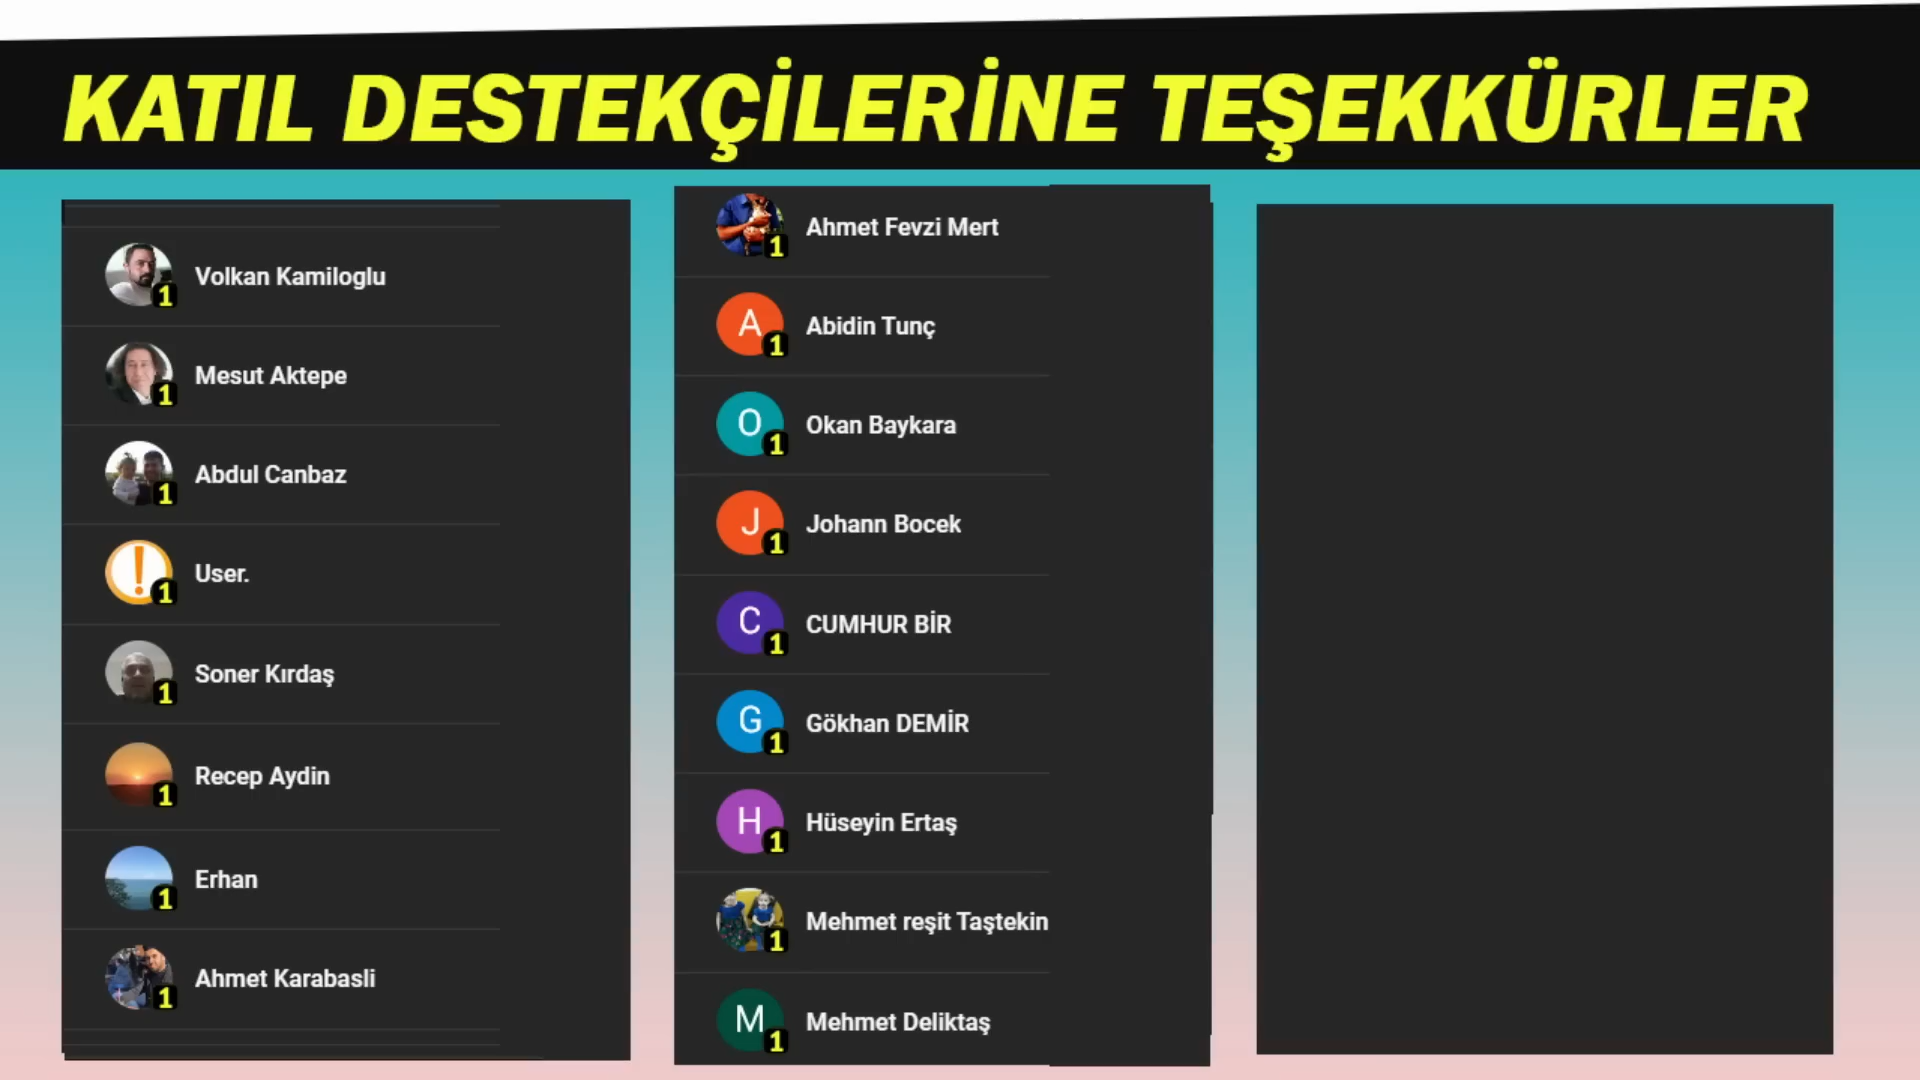 KATIL DESTEKÇİLERİNE TEŞEKKÜRLER
1 Volkan Kamiloglu
1 Mesut Aktepe
1 Abdul Canbaz
! 1 User.
1 Soner Kırdaş
1 Recep Aydin
1 Erhan
1 Ahmet Karabasli
1 Ahmet Fevzi Mert
A 1 Abidin Tunç
O 1 Okan Baykara
J 1 Johann Bocek
C 1 CUMHUR BİR
G 1 Gökhan DEMİR
H 1 Hüseyin Ertaş
1 Mehmet reşit Taştekin
M 1 Mehmet Deliktaş